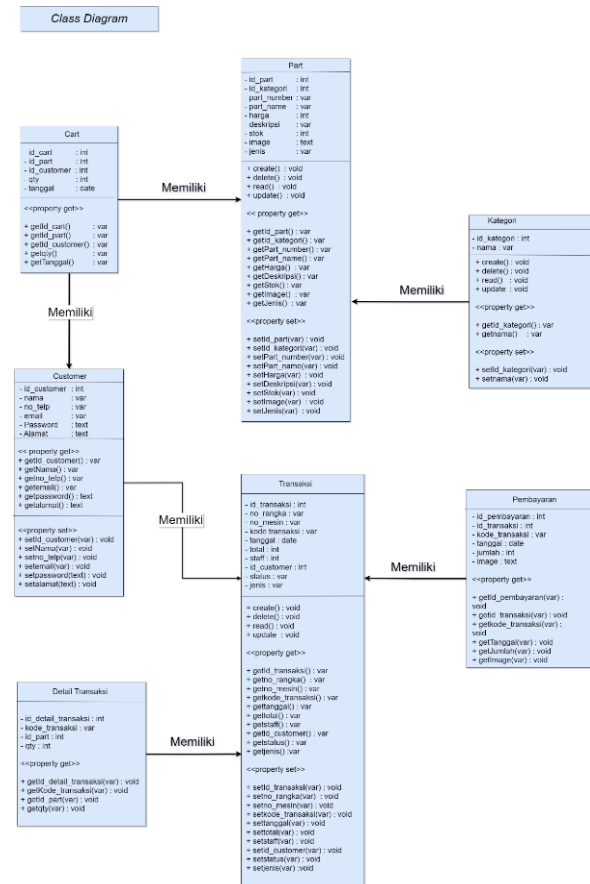 Class Diagram
Part
- id_part : int
- id_kategori : int
part_number : var
- part_name : var
- harga : int
deskripsi : var
- stok : int
- image : text
- jenis : var
+ create() : void
+ delete() : void
+ read() : void
+ update() : void
<< property get>>
+ getId_part() : var
+ getId_kategori() : var
+ getPart_number() : var
+ getPart_name() : var
+ getHarga() : var
+ getDeskripsi() : var
+ getStok() : var
+ getImage() : var
+ getJenis() : var
<<property set>>
+ setId_part(var) : void
+ setId_kategori(var) : void
+ setPart_number(var) : void
+ setPart_name(var) : void
+ setHarga(var) : void
+ setDeskripsi(var) : void
+ setStok(var) : void
+ setImage(var) : void
+ setJenis(var) : void
Cart
id_cart : int
- id_part : int
- id_customer : int
qty : int
- tanggal : date
<<property get>>
+ getId_cart() : var
+ getId_part() : var
+ getId_customer() : var
+ getqty() : var
+ getTanggal() : var
Memiliki
Memiliki
Kategori
- id_kategori : int
- nama : var
+ create() : void
+ delete() : void
+ read() : void
+ update : void
<<property get>>
+ getId_kategori() : var
+ getnama() : var
<<property set>>
+ setId_kategori(var) : void
+ setnama(var) : void
Memiliki
Customer
- id_customer : int
- nama : var
- no_telp : var
- email : var
- Password : text
- Alamat : text
<< property get>>
+ getId_customer() : var
+ getNama() : var
+ getno_telp() : var
+ getemail() : var
+ getpassword() : text
+ getalamat() : text
<<property set>>
+ setId_customer(var) : void
+ setNama(var) : void
+ setno_telp(var) : void
+ setemail(var) : void
+ setpassword(text) : void
+ setalamat(text) : void
Memiliki
Transaksi
- id_transaksi : int
- no_rangka : var
- no_mesin : var
- kode transaksi : var
- tanggal : date
- total : int
- staff : int
- id_customer : int
- status : var
- jenis : var
+ create() : void
+ delete() : void
+ read() : void
+ update : void
<<property get>>
+ getId_transaksi() : var
+ getno_rangka() : var
+ getno_mesin() : var
+ getkode_transaksi() : var
+ gettanggal() : var
+ gettotal() : var
+ getstaff() : var
+ getId_customer() : var
+ getstatus() : var
+ getjenis() :var
<<property set>>
+ setId_transaksi(var) : void
+ setno_rangka(var) : void
+ setno_mesin(var) : void
+ setkode_transaksi(var) : void
+ settanggal(var) : void
+ settotal(var) : void
+ setstaff(var) : void
+ setid_customer(var) : void
+ setstatus(var) : void
+ setjenis(var) :void
Pembayaran
- id_pembayaran : int
- id_transaksi : int
- kode_transaksi : var
- tanggal : date
- jumlah : int
- image : text
<<property get>>
+ getId_pembayaran(var) :
void
+ getid_transaksi(var) : void
+ getkode_transaksi(var) :
void
+ getTanggal(var) : void
+ getJumlah(var) : void
+ getImage(var) : void
Memiliki
Detail Transaksi
- id_detail_transaksi : int
- kode_transaksi : var
- id_part : int
- qty : int
<<property get>>
+ getId_detail_transaksi(var) : void
+ getKode_transaksi(var) : void
+ getId_part(var) : void
+ getqty(var) : void
Memiliki